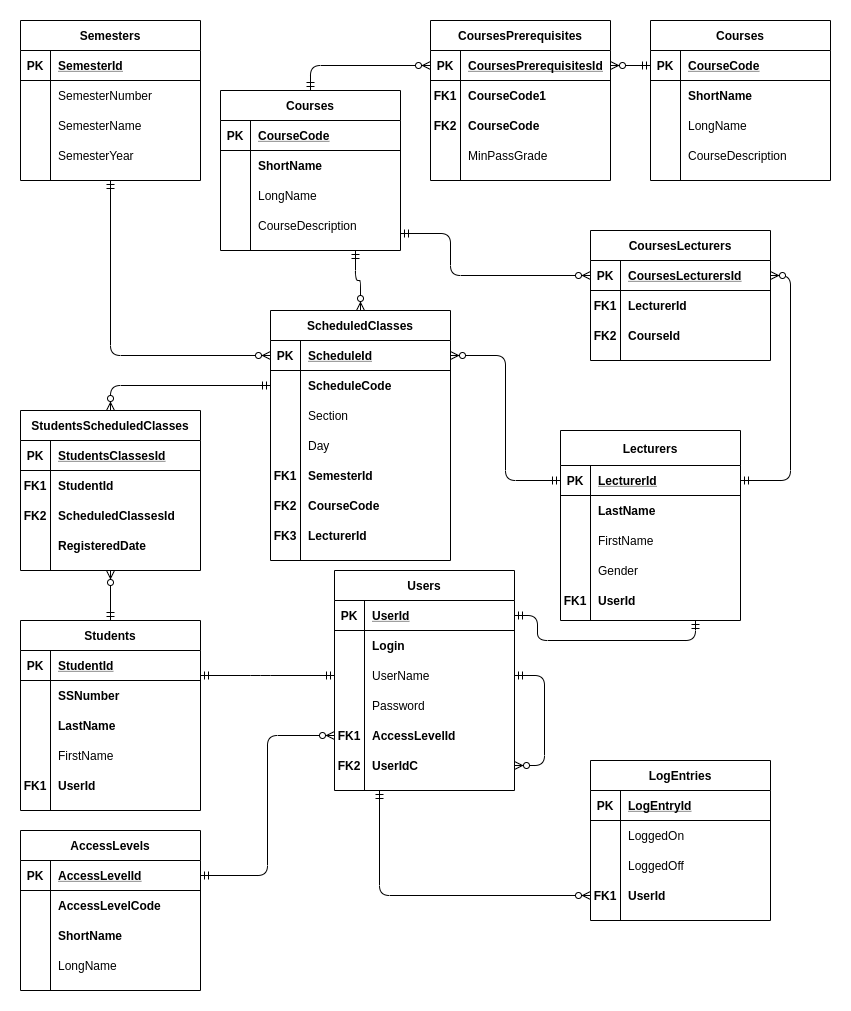 Semesters
PK SemesterId
SemesterNumber
SemesterName
SemesterYear
CoursesPrerequisites
PK CoursesPrerequisitesId
FK1 CourseCode1
FK2 CourseCode
MinPassGrade
Courses
PK CourseCode
ShortName
LongName
CourseDescription
Courses
PK CourseCode
ShortName
LongName
CourseDescription
CoursesLecturers
PK CoursesLecturersId
FK1 LecturerId
FK2 CourseId
ScheduledClasses
PK ScheduleId
ScheduleCode
Section
Day
FK1 SemesterId
FK2 CourseCode
FK3 LecturerId
StudentsScheduledClasses
PK StudentsClassesId
FK1 StudentId
FK2 ScheduledClassesId
RegisteredDate
Lecturers
PK LecturerId
LastName
FirstName
Gender
FK1 UserId
Users
PK UserId
Login
UserName
Password
FK1 AccessLevelId
FK2 UserIdC
Students
PK StudentId
SSNumber
LastName
FirstName
FK1 UserId
LogEntries
PK LogEntryId
LoggedOn
LoggedOff
FK1 UserId
AccessLevels
PK AccessLevelId
AccessLevelCode
ShortName
LongName